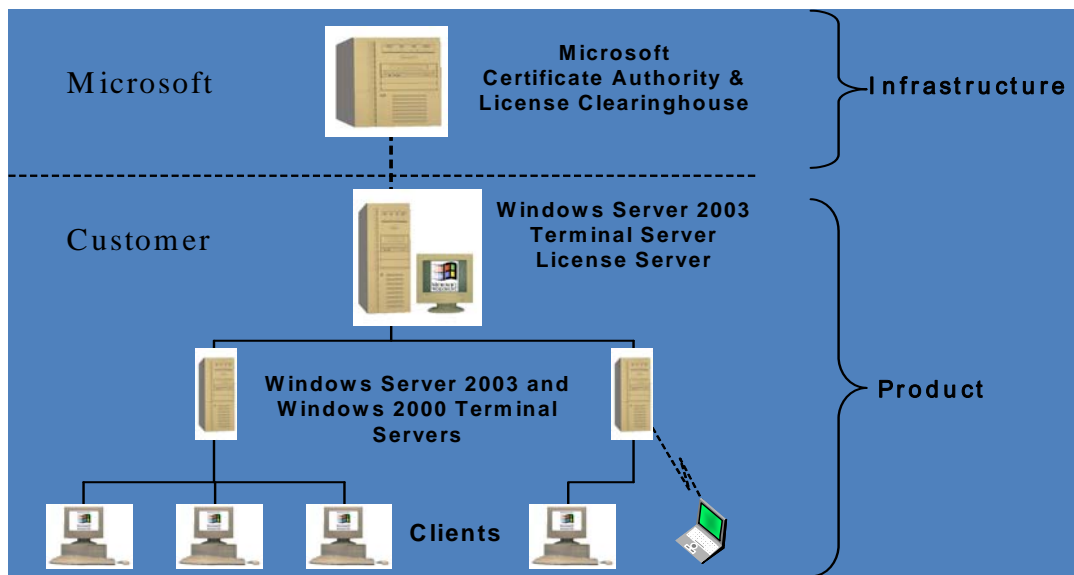 Microsoft
Microsoft
Certificate Authority &
License Clearinghouse
Infrastructure
Customer
Windows Server 2003
Terminal Server
License Server
Windows Server 2003 and
Windows 2000 Terminal
Servers
Product
Clients